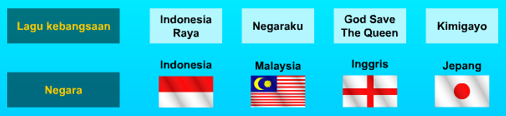 Lagu kebangsaan
Indonesia
Raya
Negaraku
God Save
The Queen
Kimigayo
Negara
Indonesia
Malaysia
Inggris
Jepang